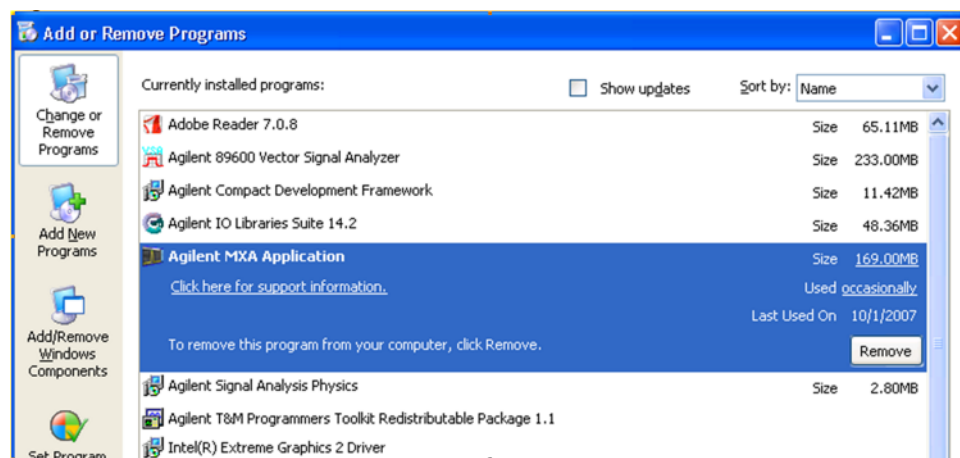 Add or Remove Programs
Change or
Remove
Programs
Add New
Programs
Add/Remove
Windows
Components
Set Program
Currently installed programs:
Show updates
Sort by: Name
Adobe Reader 7.0.8 Size 65.11MB
Agilent 89600 Vector Signal Analyzer Size 233.00MB
Agilent Compact Development Framework Size 11.42MB
Agilent IO Libraries Suite 14.2 Size 48.36MB
Agilent MXA Application Size 169.00MB
Click here for support information. Used occasionally
Last Used On 10/1/2007
To remove this program from your computer, click Remove. Remove
Agilent Signal Analysis Physics Size 2.80MB
Agilent T&M Programmers Toolkit Redistributable Package 1.1
Intel(R) Extreme Graphics 2 Driver